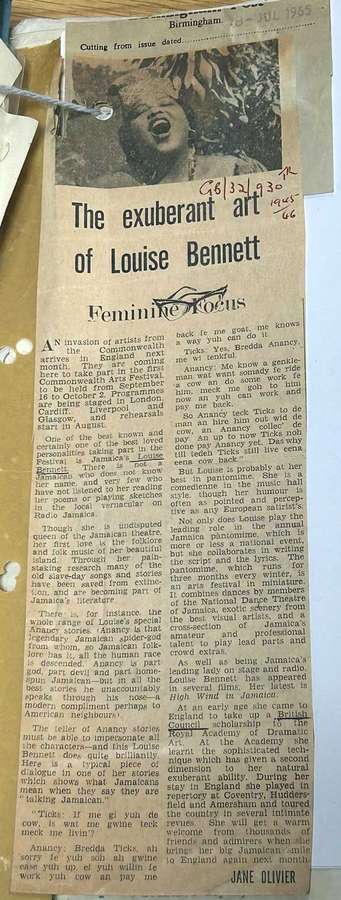 Birmingham.
8 - JUL 1965
Cutting from issue dated
GB/32/930
1945
66
The exuberant art
of Louise Bennett
Feminine Focus
AN invasion of artists from
the Commonwealth
arrives in England next
month. They are coming
here to take part in the first
Commonwealth Arts Festival,
to be held from September
16 to October 2. Programmes
are being staged in London,
Cardiff, Liverpool and
Glasgow, and rehearsals
start in August.
One of the best known and
certainly one of the best loved
personalities taking part in the
Festival is Jamaica's Louise
Bennett. There is not a
Jamaican who does not know
her name, and very few who
have not listened to her reading
her poems or playing sketches
in the local vernacular on
Radio Jamaica.
Though she is undisputed
queen of the Jamaican theatre,
her first love is the folklore
and folk music of her beautiful
island. Through her pain-
staking research many of the
old slave-day songs and stories
have been saved from extinc-
tion, and are becoming part of
Jamaica's literature.
There is, for instance, the
whole range of Louise's special
Anancy stories. (Anancy is that
legendary Jamaican spider-god
from whom, so Jamaican folk-
lore has it, all the human race
is descended. Anancy is part
god, part devil and part home-
spun Jamaican—but in all the
best stories he unaccountably
speaks through his nose—a
modern compliment perhaps to
American neighbours).
The teller of Anancy stories
must be able to impersonate all
the characters—and this Louise
Bennett does quite brilliantly.
Here is a typical piece of
dialogue in one of her stories
which shows what Jamaicans
mean when they say they are
"talking Jamaican."
"Ticks: If me gi yuh de
cow, is wat me gwine teck
meck me livin'?
Anancy: Bredda Ticks, ah
sorry fe yuh soh ah gwine
ease yuh up, ef yuh willin fe
work yuh cow an pay me
back fe me goat, me knows
a way yuh can do it.
Ticks: Yes, Bredda Anancy,
me wi tenkful.
Anancy: Me know a genkle-
man wat want somady fe ride
a cow an do some work fe
him, meck me goh to him
now an yuh can work and
pay me back.
So Anancy teck Ticks to de
man an hire him out wid de
cow, an Anancy collec' de
pay. An up to now Ticks noh
done pay Anancy yet. Das why
till tedeh Ticks still live eena
eena cow back."
But Louise is probably at her
best in pantomime. She is a
comedienne in the music hall
style, though her humour is
often as pointed and percep-
tive as any European satirist's.
Not only does Louise play the
leading role in the annual
Jamaica pantomime, which is
more or less a national event,
but she collaborates in writing
the script and the lyrics. The
pantomime, which runs for
three months every winter, is
an arts festival in miniature.
It combines dances by members
of the National Dance Theatre
of Jamaica, exotic scenery from
the best visual artists, and a
cross-section of Jamaica's
amateur and professional
talent to play lead parts and
crowd extras.
As well as being Jamaica's
leading lady on stage and radio,
Louise Bennett has appeared
in several films. Her latest is
High Wind in Jamaica.
At an early age she came to
England to take up a British
Council scholarship to the
Royal Academy of Dramatic
Art. At the Academy she
learnt the sophisticated tech-
nique which has given a second
dimension to her natural
exuberant ability. During her
stay in England she played in
repertory at Coventry, Hudders-
field and Amersham and toured
the country in several intimate
revues. She will get a warm
welcome from thousands of
friends and admirers when she
brings her big Jamaican smile
to England again next month.
JANE OLIVIER